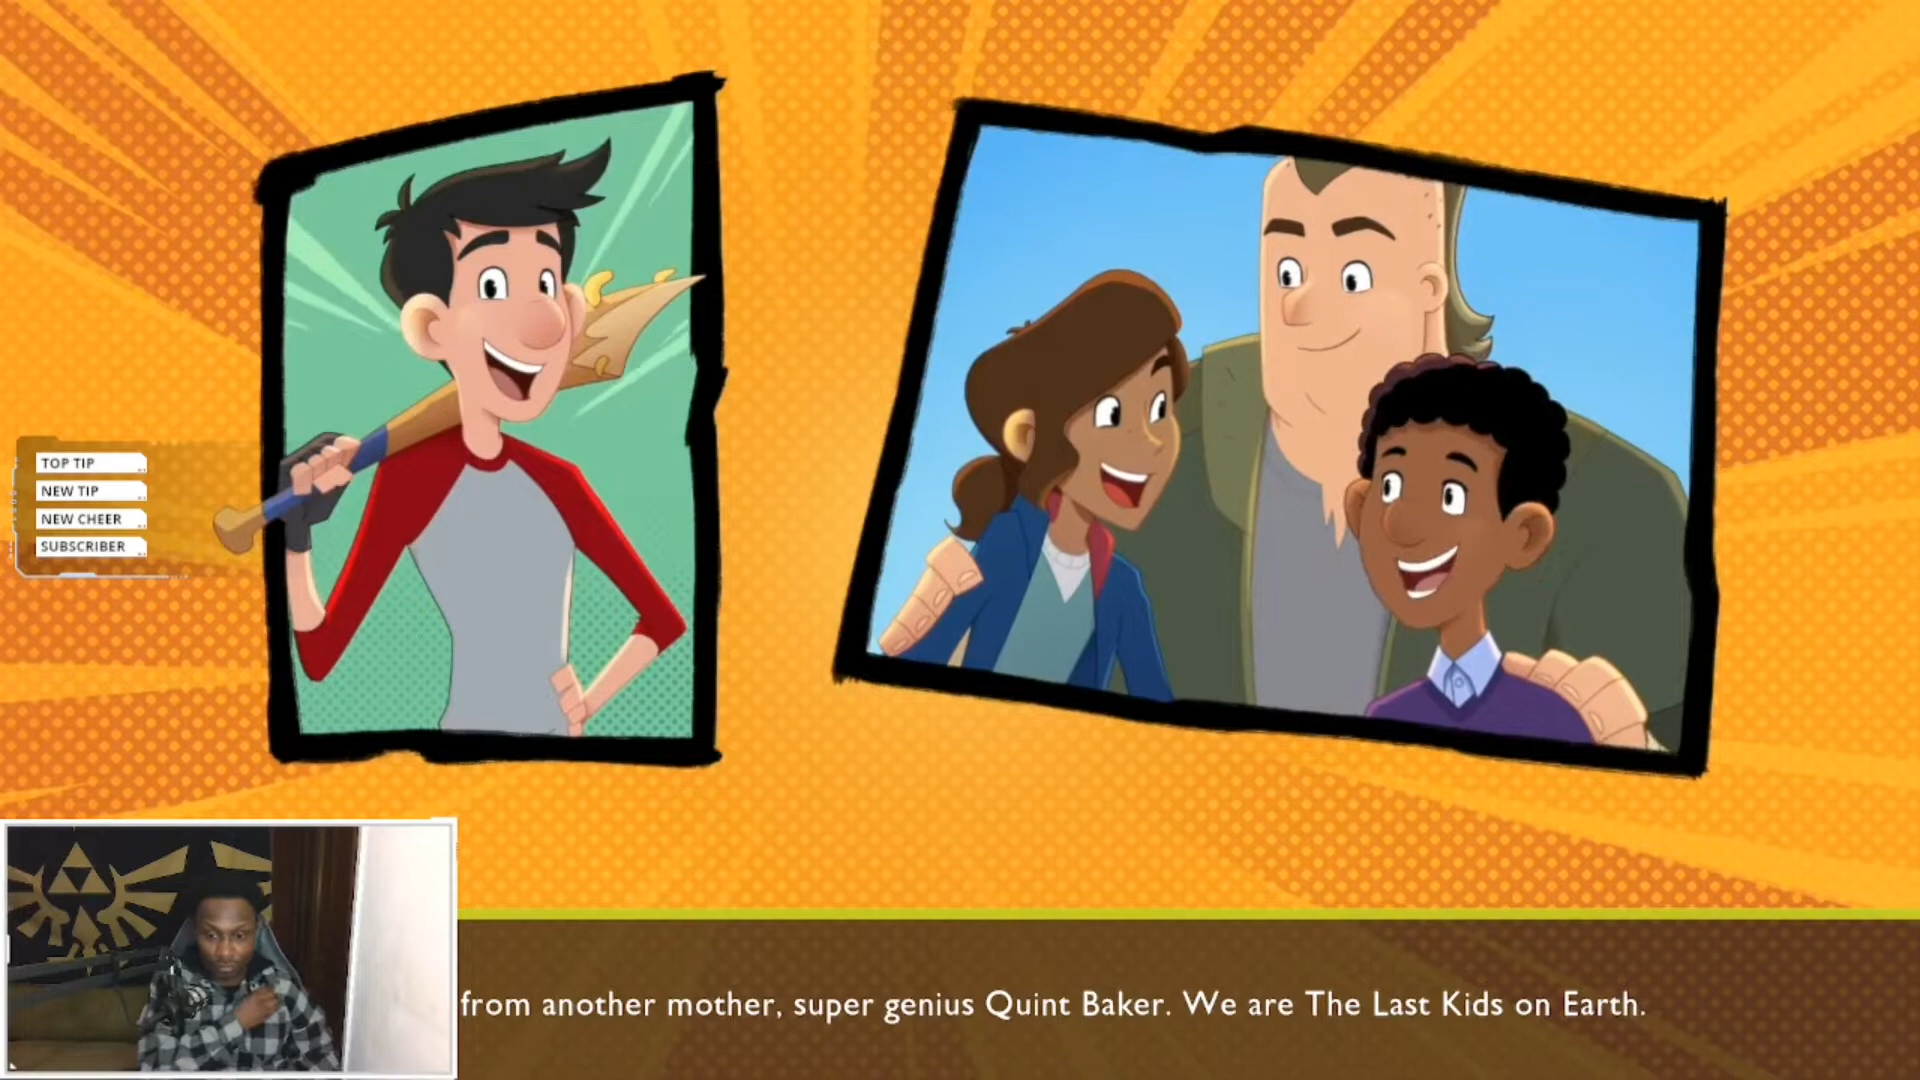 TOP TIP
NEW TIP
NEW CHEER
SUBSCRIBER
from another mother, super genius Quint Baker. We are The Last Kids on Earth.